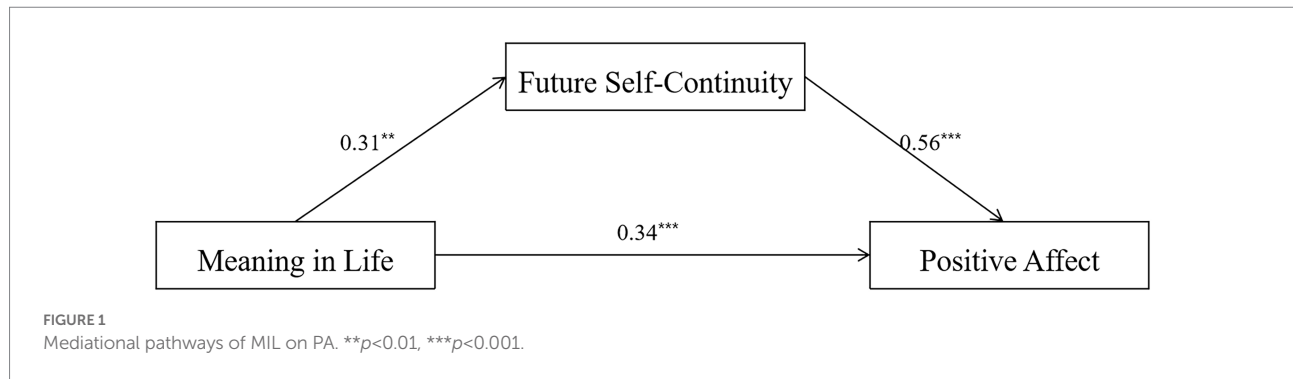 Future Self-Continuity
0.31**
0.56***
0.34***
Meaning in Life
Positive Affect
FIGURE 1
Mediational pathways of MIL on PA. **p<0.01, ***p<0.001.